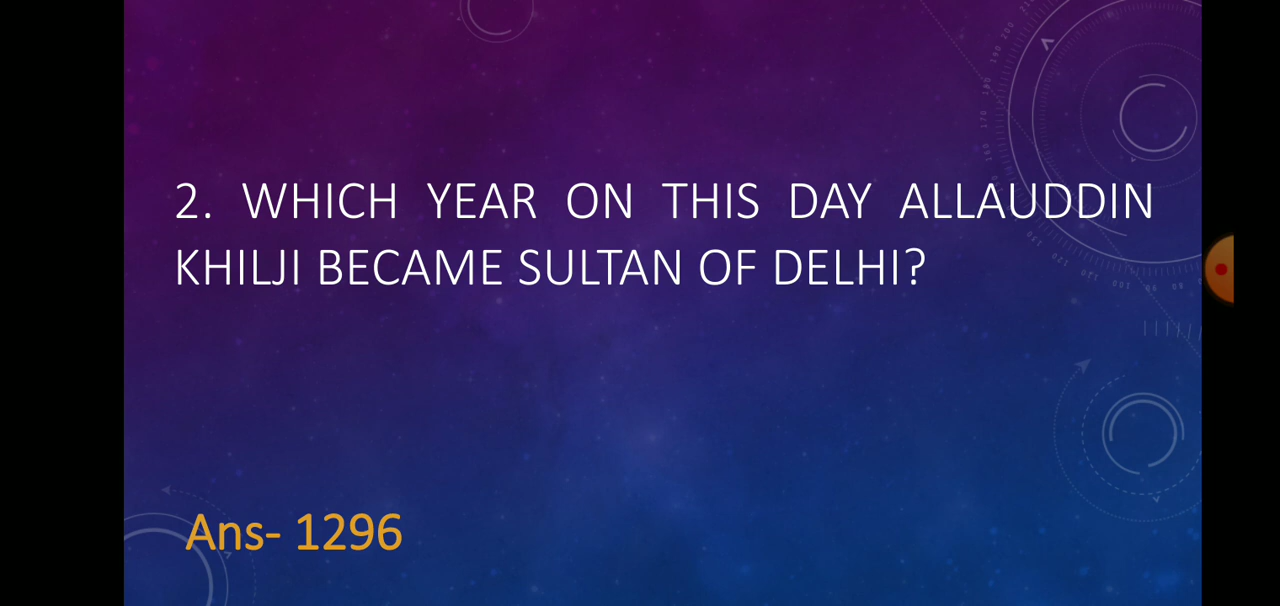 2. WHICH YEAR ON THIS DAY ALLAUDDIN
KHILJI BECAME SULTAN OF DELHI?
Ans- 1296